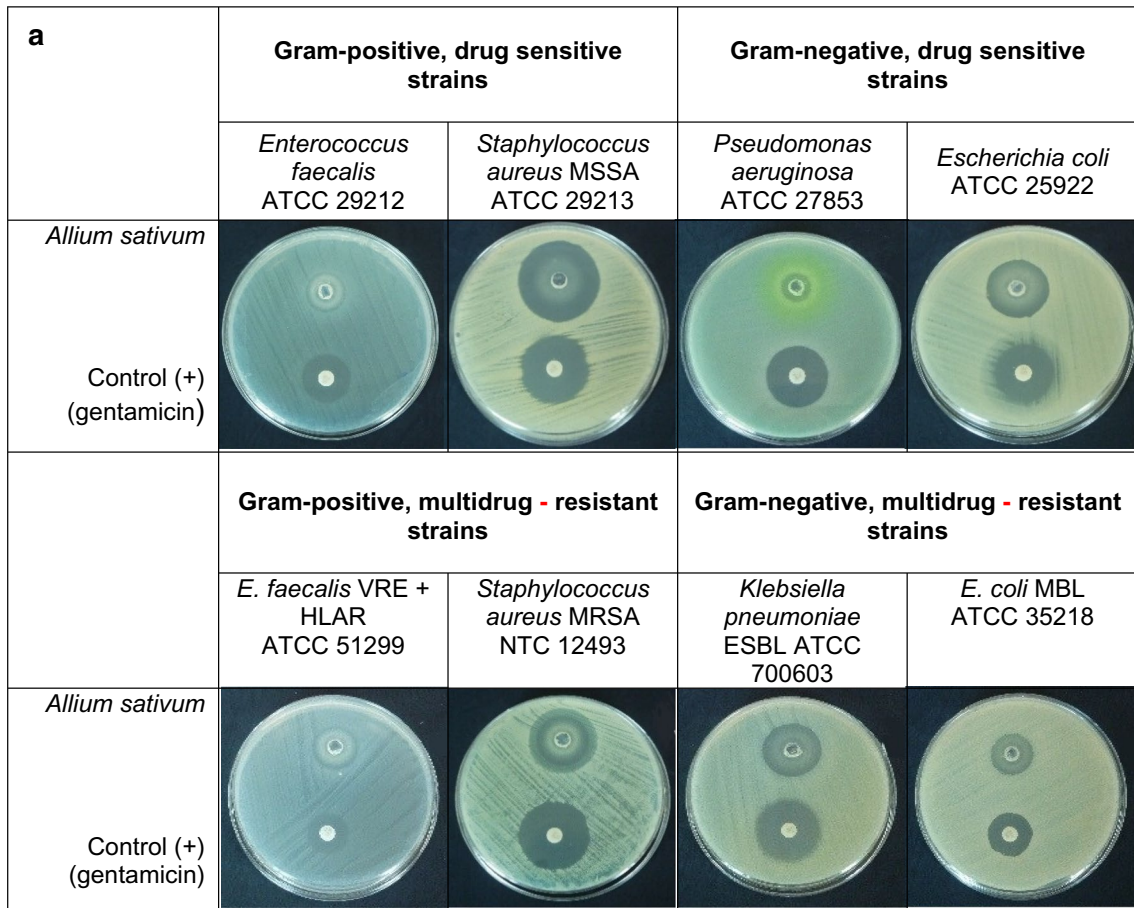 a
Gram-positive, drug sensitive
strains
Gram-negative, drug sensitive
strains
Enterococcus
faecalis
ATCC 29212
Staphylococcus
aureus MSSA
ATCC 29213
Pseudomonas
aeruginosa
ATCC 27853
Escherichia coli
ATCC 25922
Allium sativum
Control (+)
(gentamicin)
Gram-positive, multidrug - resistant
strains
Gram-negative, multidrug - resistant
strains
E. faecalis VRE +
HLAR
ATCC 51299
Staphylococcus
aureus MRSA
NTC 12493
Klebsiella
pneumoniae
ESBL ATCC
700603
E. coli MBL
ATCC 35218
Allium sativum
Control (+)
(gentamicin)